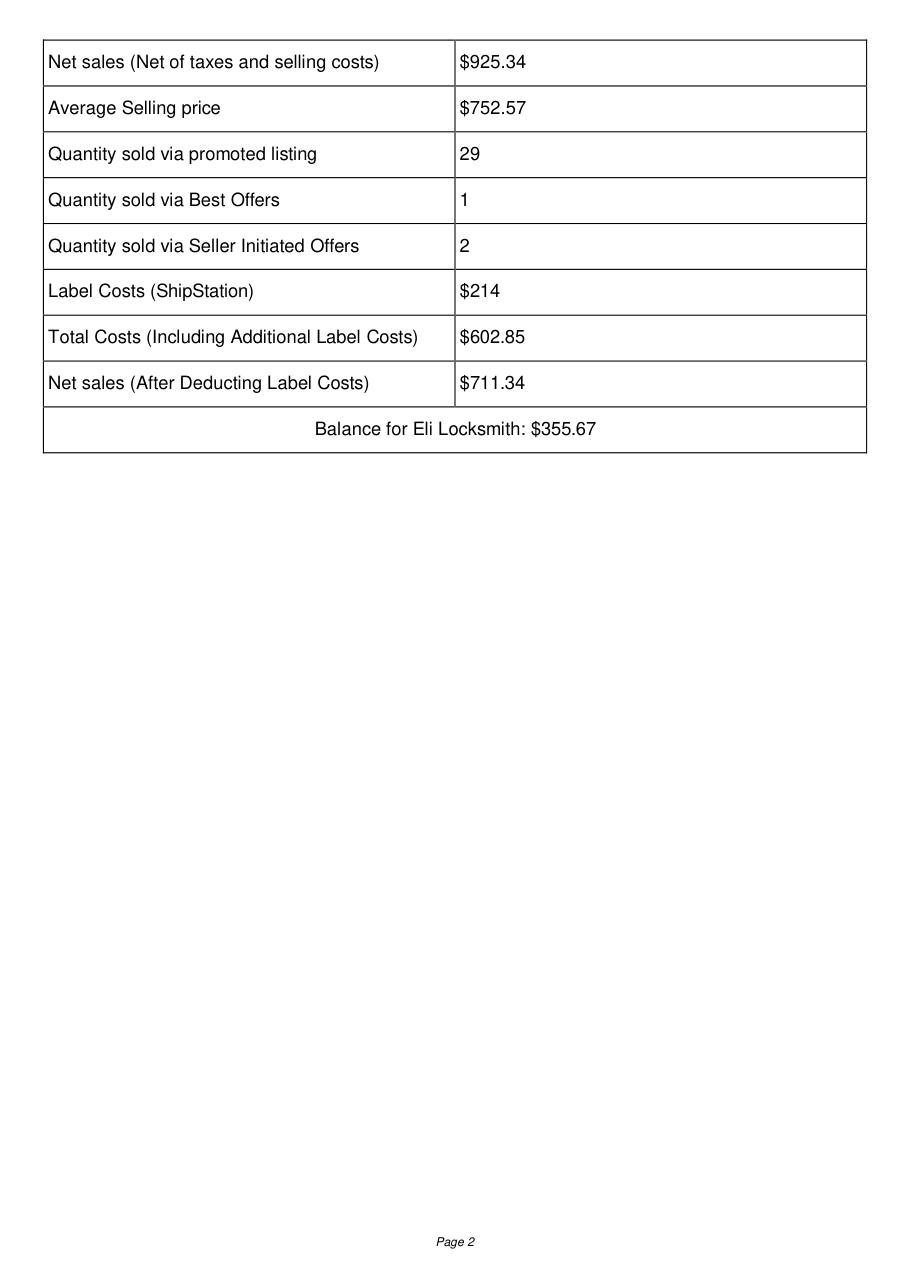 Net sales (Net of taxes and selling costs) $925.34
Average Selling price $752.57
Quantity sold via promoted listing 29
Quantity sold via Best Offers 1
Quantity sold via Seller Initiated Offers 2
Label Costs (ShipStation) $214
Total Costs (Including Additional Label Costs) $602.85
Net sales (After Deducting Label Costs) $711.34
Balance for Eli Locksmith: $355.67
Page 2